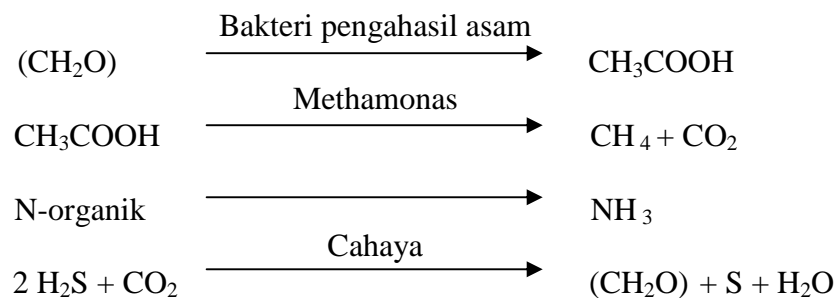 Bakteri pengahasil asam
(CH₂O) CH₃COOH
Methamonas
CH₃COOH CH₄ + CO₂
N-organik NH₃
Cahaya
2 H₂S + CO₂ (CH₂O) + S + H₂O